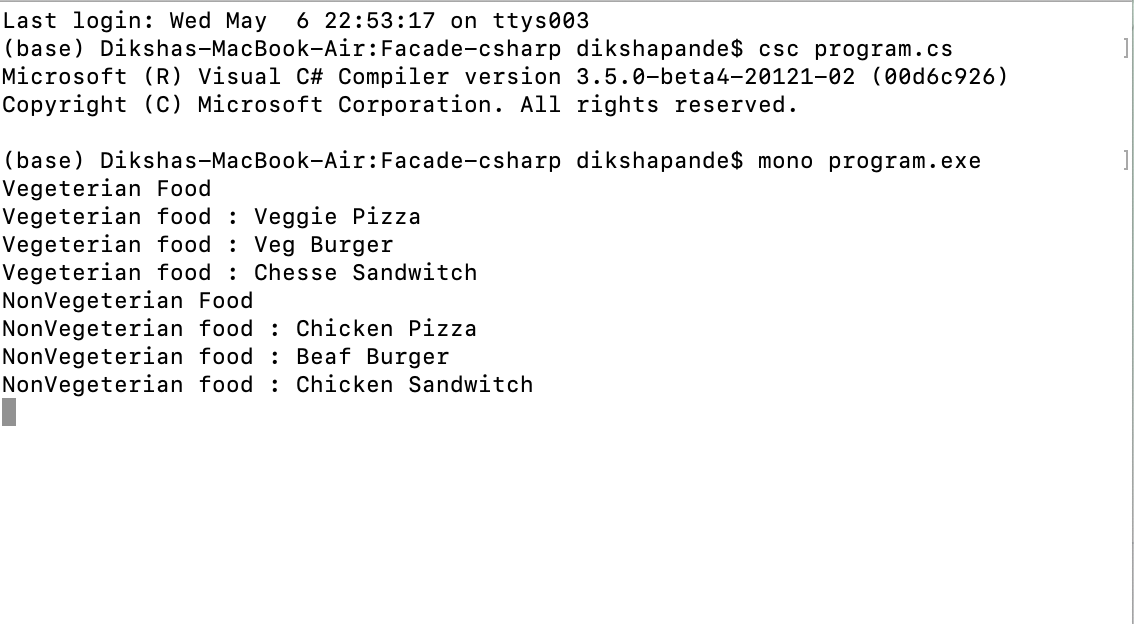 Last login: Wed May  6 22:53:17 on ttys003
(base) Dikshas-MacBook-Air:Facade-csharp dikshapande$ csc program.cs ]
Microsoft (R) Visual C# Compiler version 3.5.0-beta4-20121-02 (00d6c926)
Copyright (C) Microsoft Corporation. All rights reserved.
(base) Dikshas-MacBook-Air:Facade-csharp dikshapande$ mono program.exe ]
Vegeterian Food
Vegeterian food : Veggie Pizza
Vegeterian food : Veg Burger
Vegeterian food : Chesse Sandwitch
NonVegeterian Food
NonVegeterian food : Chicken Pizza
NonVegeterian food : Beaf Burger
NonVegeterian food : Chicken Sandwitch